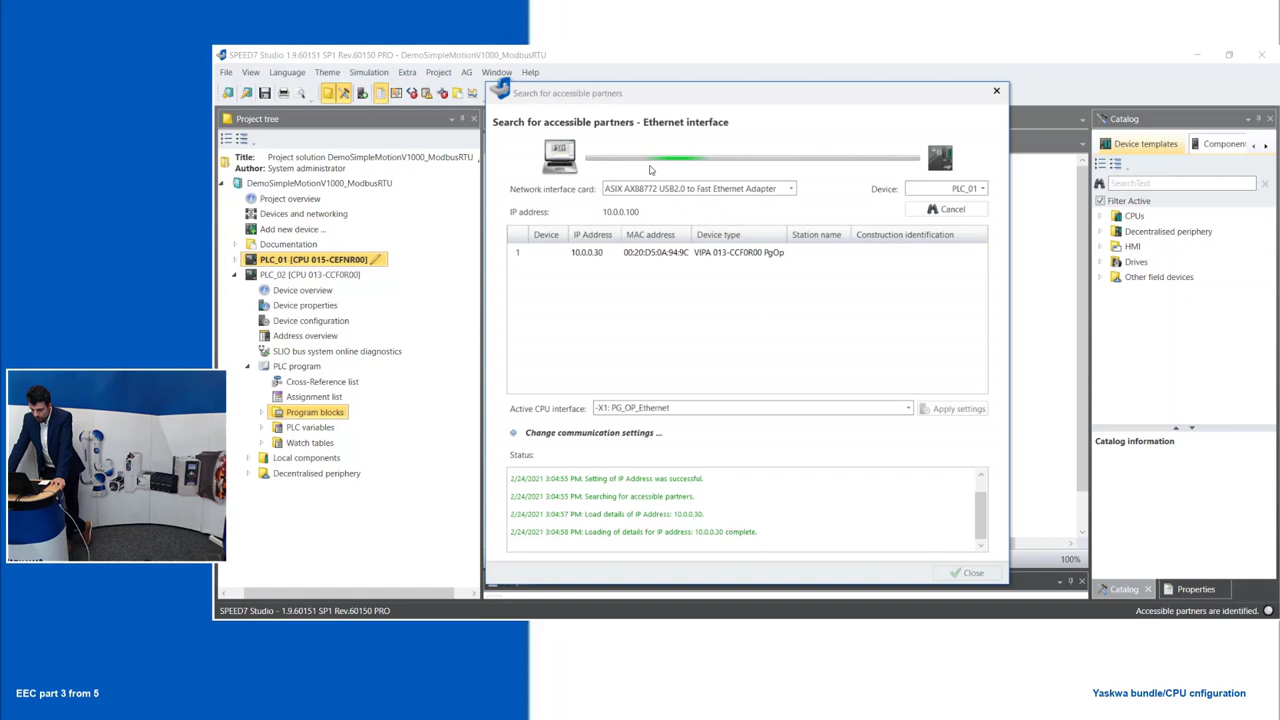 SPEED7 Studio 1.9.60151 SP1 Rev.60150 PRO - DemoSimpleMotionV1000_ModbusRTU
File View Language Theme Simulation Extra Project AG Window Help
Project tree
Title: Project solution DemoSimpleMotionV1000_ModbusRTU
Author: System administrator
DemoSimpleMotionV1000_ModbusRTU
Project overview
Devices and networking
Add new device ...
Documentation
PLC_01 [CPU 015-CEFNR00]
PLC_02 [CPU 013-CCF0R00]
Device overview
Device properties
Device configuration
Address overview
SLIO bus system online diagnostics
PLC program
Cross-Reference list
Assignment list
Program blocks
PLC variables
Watch tables
Local components
Decentralised periphery
Search for accessible partners
Search for accessible partners - Ethernet interface
Network interface card: ASIX AX88772 USB2.0 to Fast Ethernet Adapter Device: PLC_01
IP address: 10.0.0.100 Cancel
Device IP Address MAC address Device type Station name Construction identification
1 10.0.0.30 00:20:D5:0A:94:9C VIPA 013-CCF0R00 PgOp
Active CPU interface: -X1: PG_OP_Ethernet Apply settings
Change communication settings ...
Status:
2/24/2021 3:04:55 PM: Setting of IP Address was successful.
2/24/2021 3:04:55 PM: Searching for accessible partners.
2/24/2021 3:04:57 PM: Load details of IP Address: 10.0.0.30.
2/24/2021 3:04:58 PM: Loading of details for IP address: 10.0.0.30 complete.
Close
100%
Catalog
Device templates Component
SearchText
Filter Active
CPUs
Decentralised periphery
HMI
Drives
Other field devices
Catalog information
Catalog Properties
SPEED7 Studio - 1.9.60151 SP1 Rev.60150 PRO Accessible partners are identified.
EEC part 3 from 5 Yaskwa bundle/CPU cnfiguration